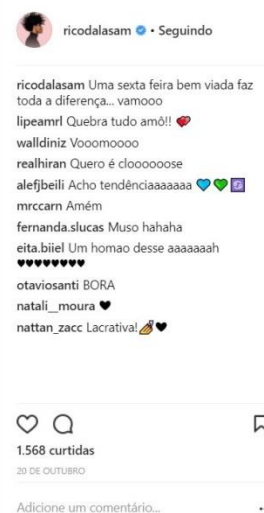 ricodalasam • Seguindo
ricodalasam Uma sexta feira bem viada faz
toda a diferença... vamooo
lipeamrl Quebra tudo amô!! 💘
walldiniz Vooomoooo
realhiran Quero é cloooooose
alefjbeili Acho tendênciaaaaaaa 💙💚♊
mrccarn Amém
fernanda.slucas Muso hahaha
eita.biiel Um homao desse aaaaaaah
♥♥♥♥♥♥♥♥
otaviosanti BORA
natali__moura ♥
nattan_zacc Lacrativa!💅♥
1.568 curtidas
20 DE OUTUBRO
Adicione um comentário...